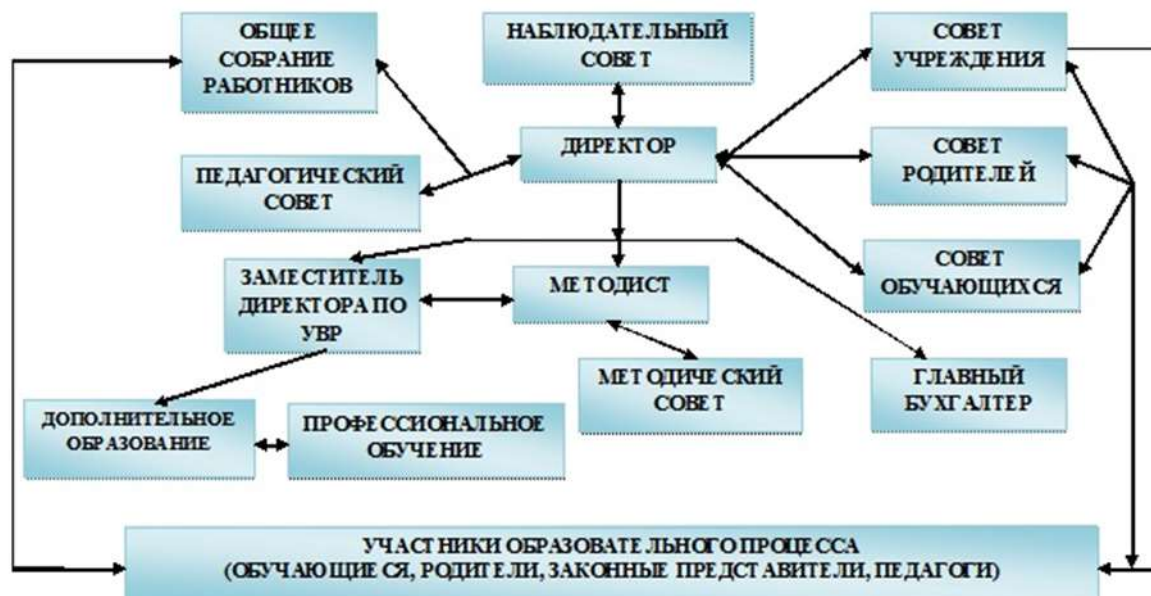 ОБЩЕЕ
СОБРАНИЕ
РАБОТНИКОВ
НАБЛЮДАТЕЛЬНЫЙ
СОВЕТ
СОВЕТ
УЧРЕЖДЕНИЯ
ДИРЕКТОР
ПЕДАГОГИЧЕСКИЙ
СОВЕТ
СОВЕТ
РОДИТЕЛЕЙ
ЗАМЕСТИТЕЛЬ
ДИРЕКТОРА ПО
УВР
МЕТОДИСТ
СОВЕТ
ОБУЧАЮЩИХСЯ
МЕТОДИЧЕСКИЙ
СОВЕТ
ГЛАВНЫЙ
БУХГАЛТЕР
ДОПОЛНИТЕЛЬНОЕ
ОБРАЗОВАНИЕ
ПРОФЕССИОНАЛЬНОЕ
ОБУЧЕНИЕ
УЧАСТНИКИ ОБРАЗОВАТЕЛЬНОГО ПРОЦЕССА
(ОБУЧАЮЩИЕСЯ, РОДИТЕЛИ, ЗАКОННЫЕ ПРЕДСТАВИТЕЛИ, ПЕДАГОГИ)